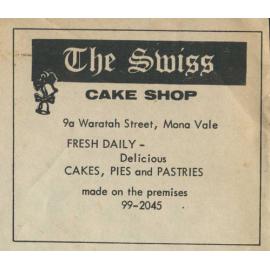 The Swiss
CAKE SHOP
9a Waratah Street, Mona Vale
FRESH DAILY -
Delicious
CAKES, PIES and PASTRIES
made on the premises
99-2045